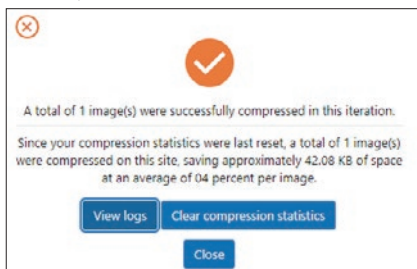 A total of 1 image(s) were successfully compressed in this iteration.
Since your compression statistics were last reset, a total of 1 image(s)
were compressed on this site, saving approximately 42.08 KB of space
at an average of 04 percent per image.
View logs Clear compression statistics
Close